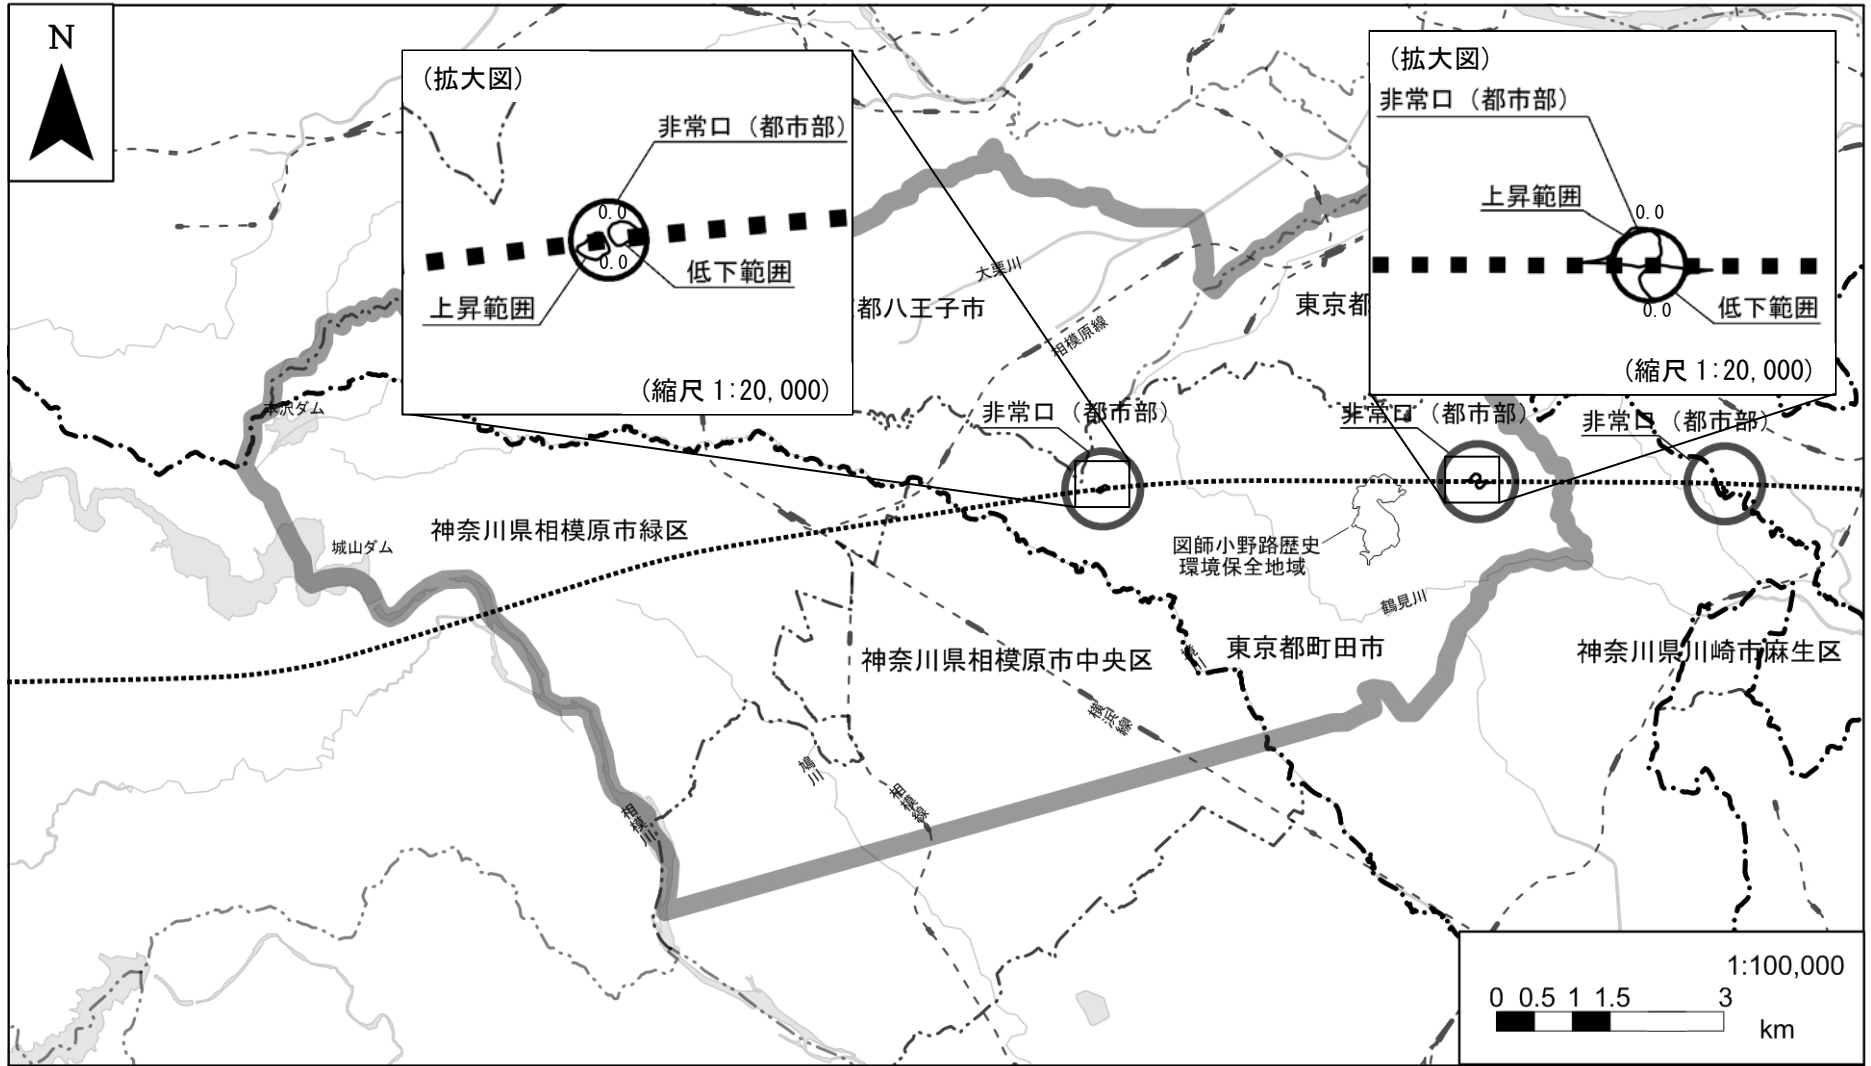 N
(拡大図)
非常口(都市部)
0.0
0.0
低下範囲
上昇範囲
(縮尺 1:20,000)
(拡大図)
非常口(都市部)
上昇範囲
0.0
0.0
低下範囲
(縮尺 1:20,000)
大栗川
都八王子市
東京都
相模原線
本沢ダム
非常口(都市部)
非常口(都市部)
非常口(都市部)
城山ダム
神奈川県相模原市緑区
図師小野路歴史
環境保全地域
鶴見川
神奈川県相模原市中央区
東京都町田市
神奈川県川崎市麻生区
横浜線
鳩川
相模線
相模川
1:100,000
0 0.5 1 1.5 3
km